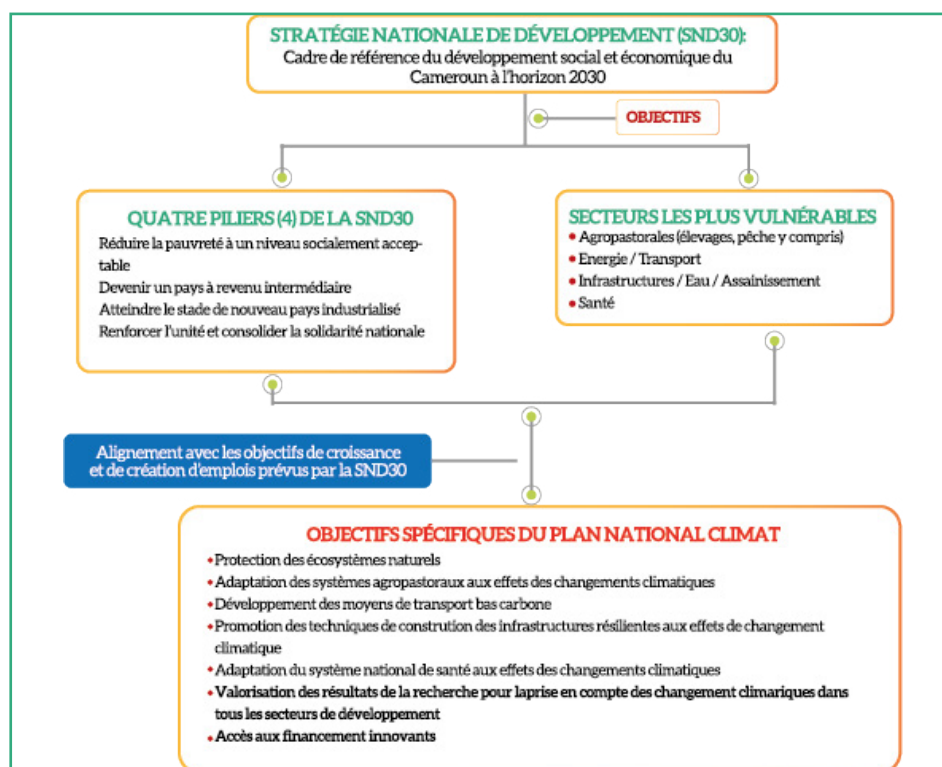 STRATÉGIE NATIONALE DE DÉVELOPPEMENT (SND30):
Cadre de référence du développement social et économique du
Cameroun à l'horizon 2030
OBJECTIFS
QUATRE PILIERS (4) DE LA SND30
Réduire la pauvreté à un niveau socialement accep-
table
Devenir un pays à revenu intermédiaire
Atteindre le stade de nouveau pays industrialisé
Renforcer l'unité et consolider la solidarité nationale
SECTEURS LES PLUS VULNÉRABLES
• Agropastorales (élevages, pêche y compris)
• Energie / Transport
• Infrastructures / Eau / Assainissement
• Santé
Alignement avec les objectifs de croissance
et de création d'emplois prévus par la SND30
OBJECTIFS SPÉCIFIQUES DU PLAN NATIONAL CLIMAT
• Protection des écosystèmes naturels
• Adaptation des systèmes agropastoraux aux effets des changements climatiques
• Développement des moyens de transport bas carbone
• Promotion des techniques de constrution des infrastructures résilientes aux effets de changement
climatique
• Adaptation du système national de santé aux effets des changements climatiques
• Valorisation des résultats de la recherche pour laprise en compte des changement climariques dans
tous les secteurs de développement
• Accès aux financement innovants